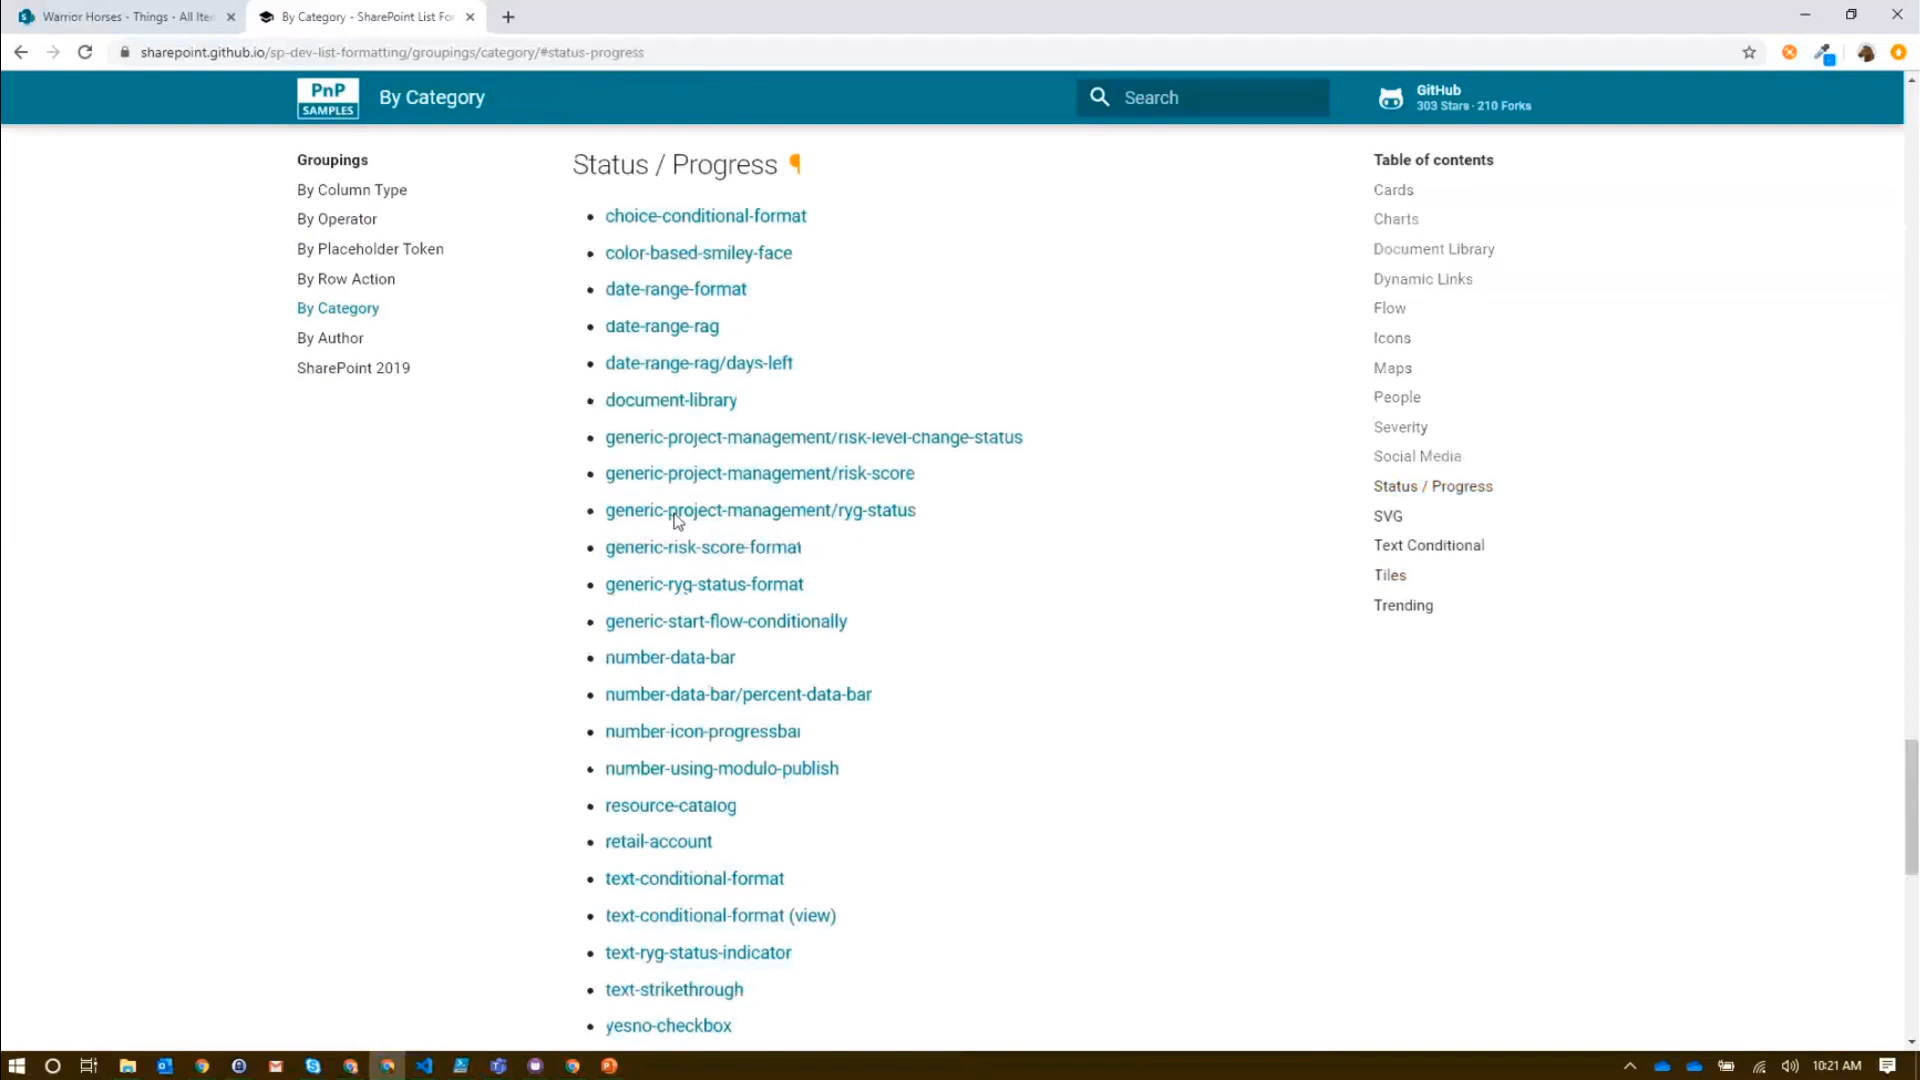 Warrior Horses - Things - All Ite
By Category - SharePoint List Fo
sharepoint.github.io/sp-dev-list-formatting/groupings/category/#status-progress
PnP
SAMPLES
By Category
Search
GitHub
303 Stars · 210 Forks
Groupings
By Column Type
By Operator
By Placeholder Token
By Row Action
By Category
By Author
SharePoint 2019
Status / Progress ¶
choice-conditional-format
color-based-smiley-face
date-range-format
date-range-rag
date-range-rag/days-left
document-library
generic-project-management/risk-level-change-status
generic-project-management/risk-score
generic-project-management/ryg-status
generic-risk-score-format
generic-ryg-status-format
generic-start-flow-conditionally
number-data-bar
number-data-bar/percent-data-bar
number-icon-progressbar
number-using-modulo-publish
resource-catalog
retail-account
text-conditional-format
text-conditional-format (view)
text-ryg-status-indicator
text-strikethrough
yesno-checkbox
Table of contents
Cards
Charts
Document Library
Dynamic Links
Flow
Icons
Maps
People
Severity
Social Media
Status / Progress
SVG
Text Conditional
Tiles
Trending
10:21 AM